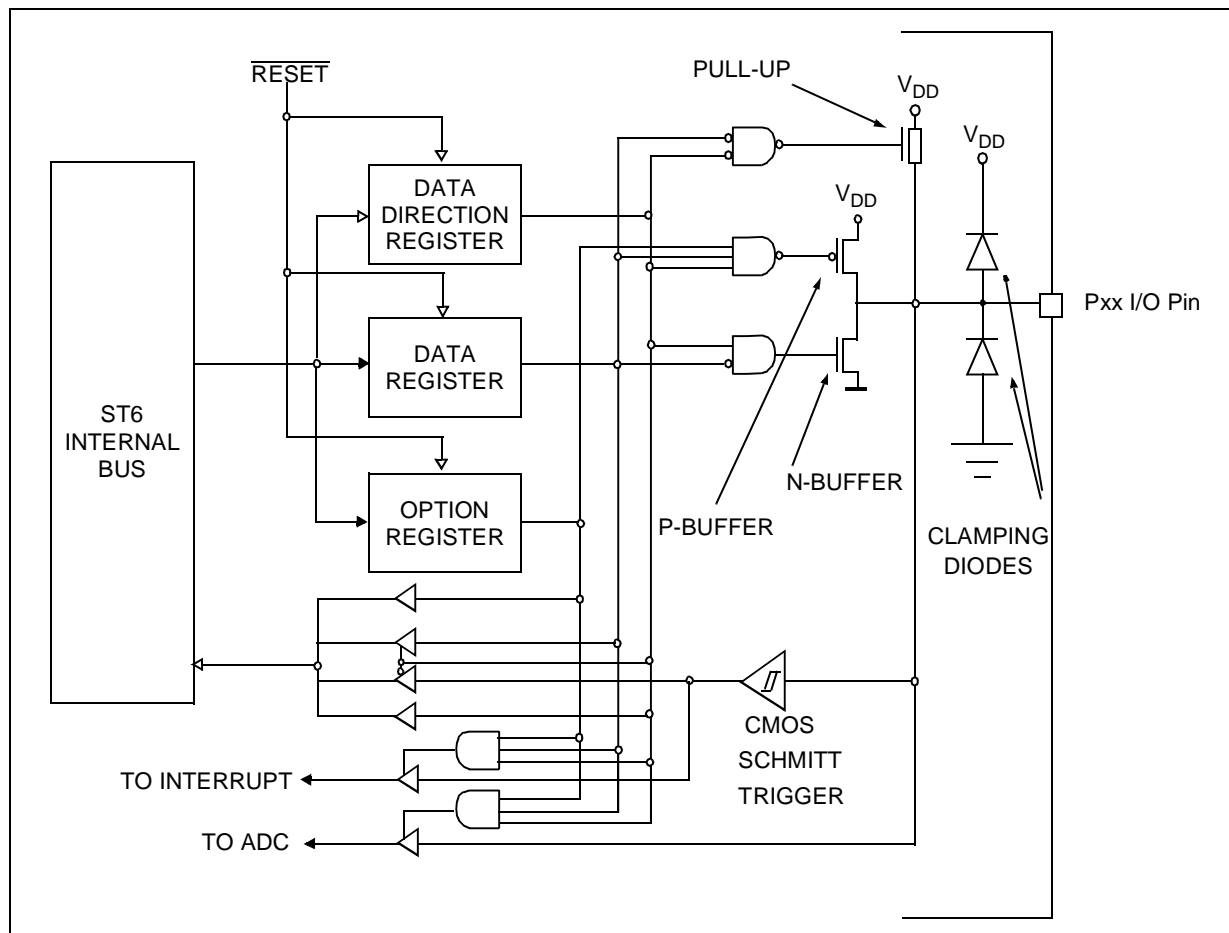 RESET
PULL-UP
VDD
VDD
DATA
DIRECTION
REGISTER
VDD
Pxx I/O Pin
DATA
REGISTER
ST6
INTERNAL
BUS
N-BUFFER
P-BUFFER
OPTION
REGISTER
CLAMPING
DIODES
CMOS
SCHMITT
TRIGGER
TO INTERRUPT
TO ADC